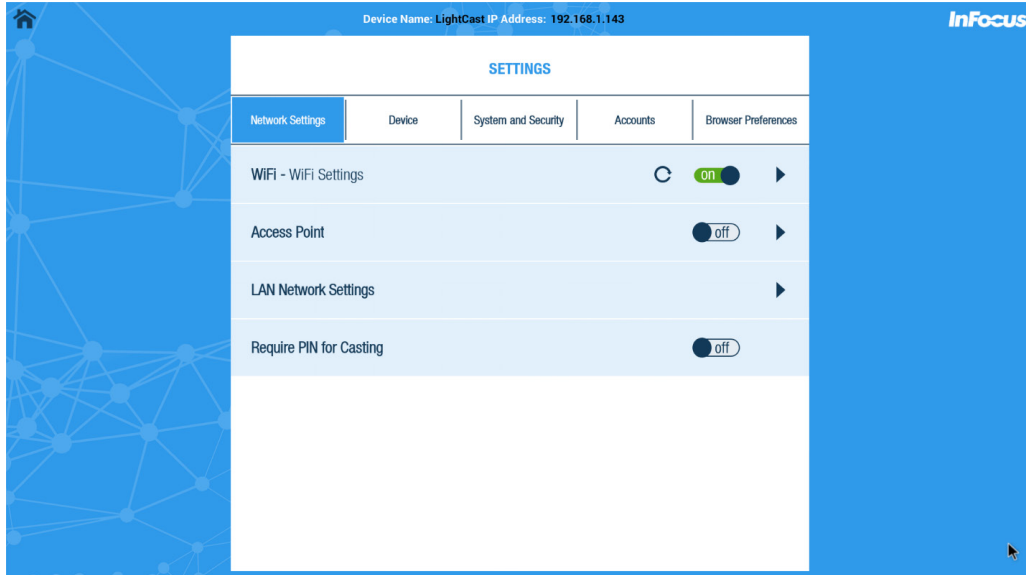 Device Name: LightCast IP Address: 192.168.1.143
InFocus
SETTINGS
Network Settings Device System and Security Accounts Browser Preferences
WiFi - WiFi Settings on
Access Point off
LAN Network Settings
Require PIN for Casting off